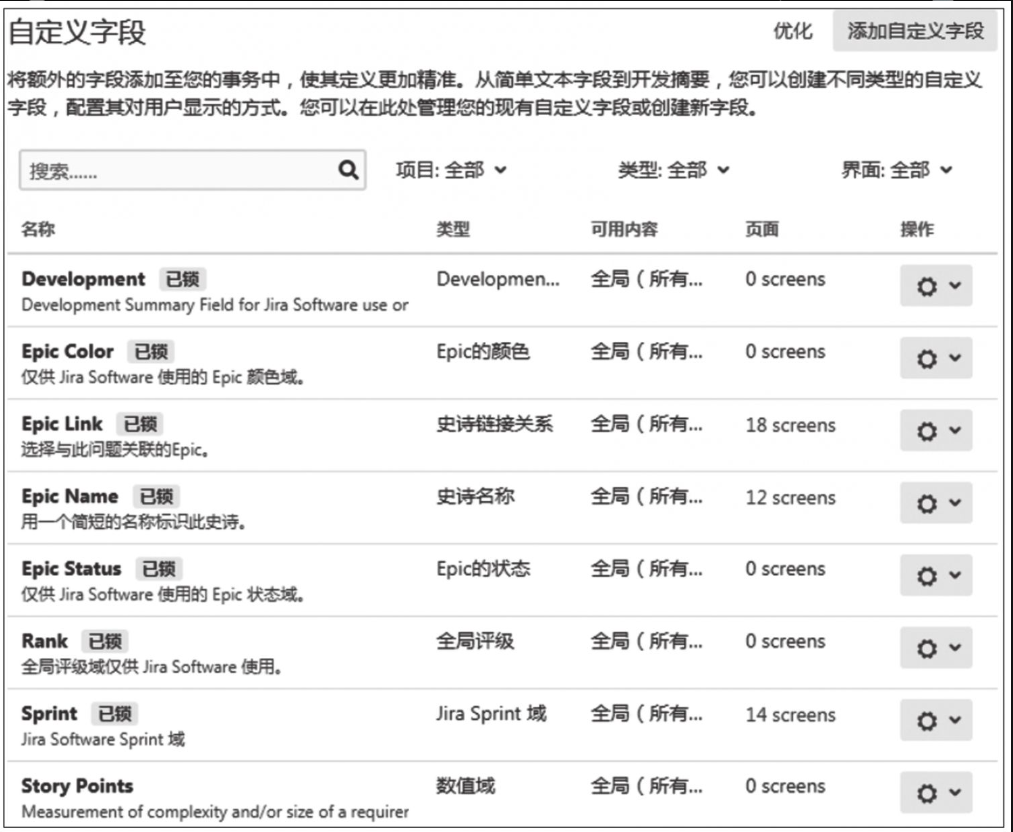 自定义字段 优化 添加自定义字段
将额外的字段添加至您的事务中，使其定义更加精准。从简单文本字段到开发摘要，您可以创建不同类型的自定义
字段，配置其对用户显示的方式。您可以在此处管理您的现有自定义字段或创建新字段。
搜索...... 项目: 全部 类型: 全部 界面: 全部
名称 类型 可用内容 页面 操作
Development 已锁 Developmen... 全局（所有... 0 screens
Development Summary Field for Jira Software use or
Epic Color 已锁 Epic的颜色 全局（所有... 0 screens
仅供 Jira Software 使用的 Epic 颜色域。
Epic Link 已锁 史诗链接关系 全局（所有... 18 screens
选择与此问题关联的Epic。
Epic Name 已锁 史诗名称 全局（所有... 12 screens
用一个简短的名称标识此史诗。
Epic Status 已锁 Epic的状态 全局（所有... 0 screens
仅供 Jira Software 使用的 Epic 状态域。
Rank 已锁 全局评级 全局（所有... 0 screens
全局评级域仅供 Jira Software 使用。
Sprint 已锁 Jira Sprint 域 全局（所有... 14 screens
Jira Software Sprint 域
Story Points 数值域 全局（所有... 0 screens
Measurement of complexity and/or size of a requirer